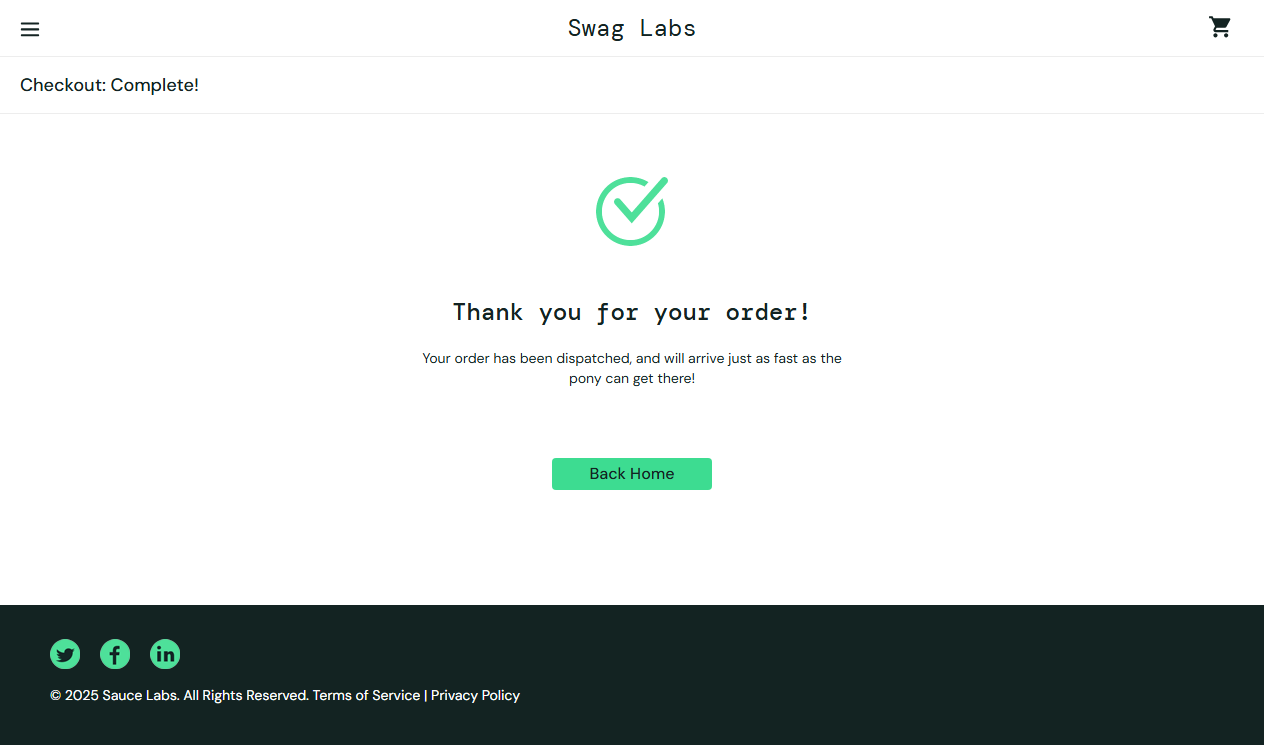 Swag Labs
Checkout: Complete!
Thank you for your order!
Your order has been dispatched, and will arrive just as fast as the
pony can get there!
Back Home
© 2025 Sauce Labs. All Rights Reserved. Terms of Service | Privacy Policy